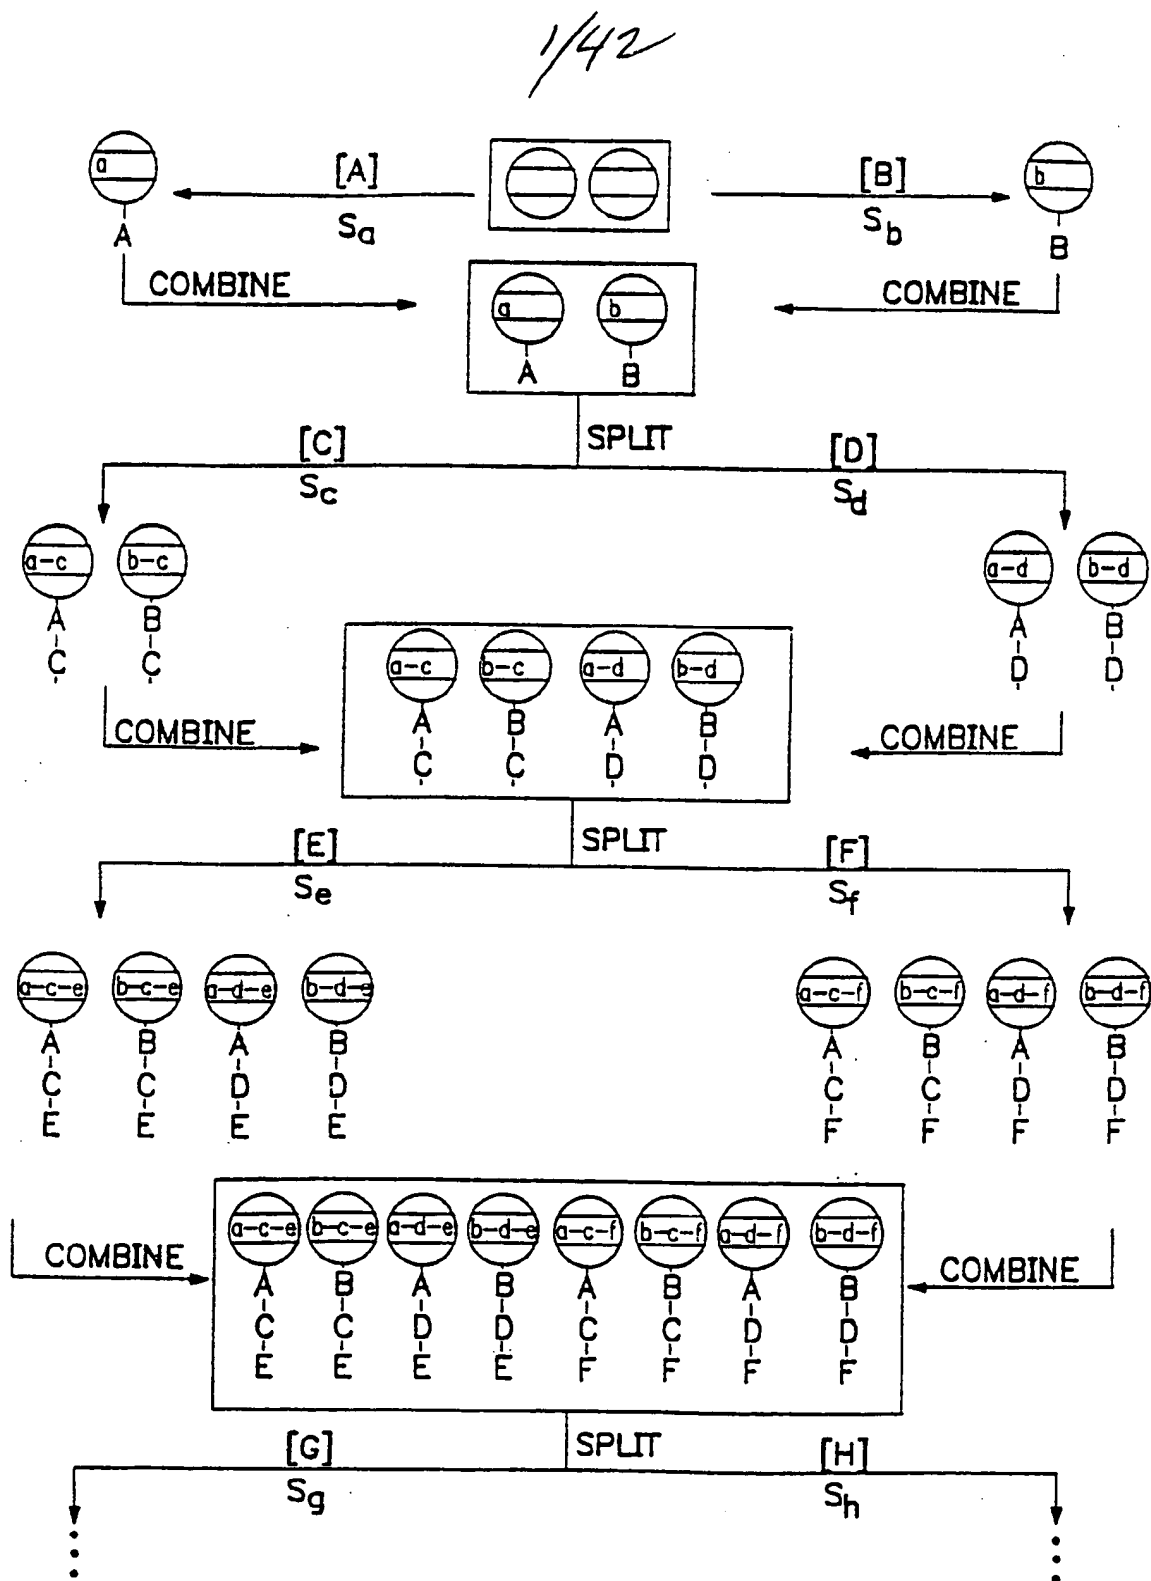 1/42
a [A] [B] b
A Sa Sb B
COMBINE COMBINE
a b
A B
[C] SPLIT [D]
Sc Sd
a-c b-c a-d b-d
A B A B
C C D D
a-c b-c a-d b-d
A B A B
C C D D
COMBINE COMBINE
[E] SPLIT [F]
Se Sf
a-c-e b-c-e a-d-e b-d-e a-c-f b-c-f a-d-f b-d-f
A B A B A B A B
C C D D C C D D
E E E E F F F F
a-c-e b-c-e a-d-e b-d-e a-c-f b-c-f a-d-f b-d-f
COMBINE COMBINE
A B A B A B A B
C C D D C C D D
E E E E F F F F
[G] SPLIT [H]
Sg Sh